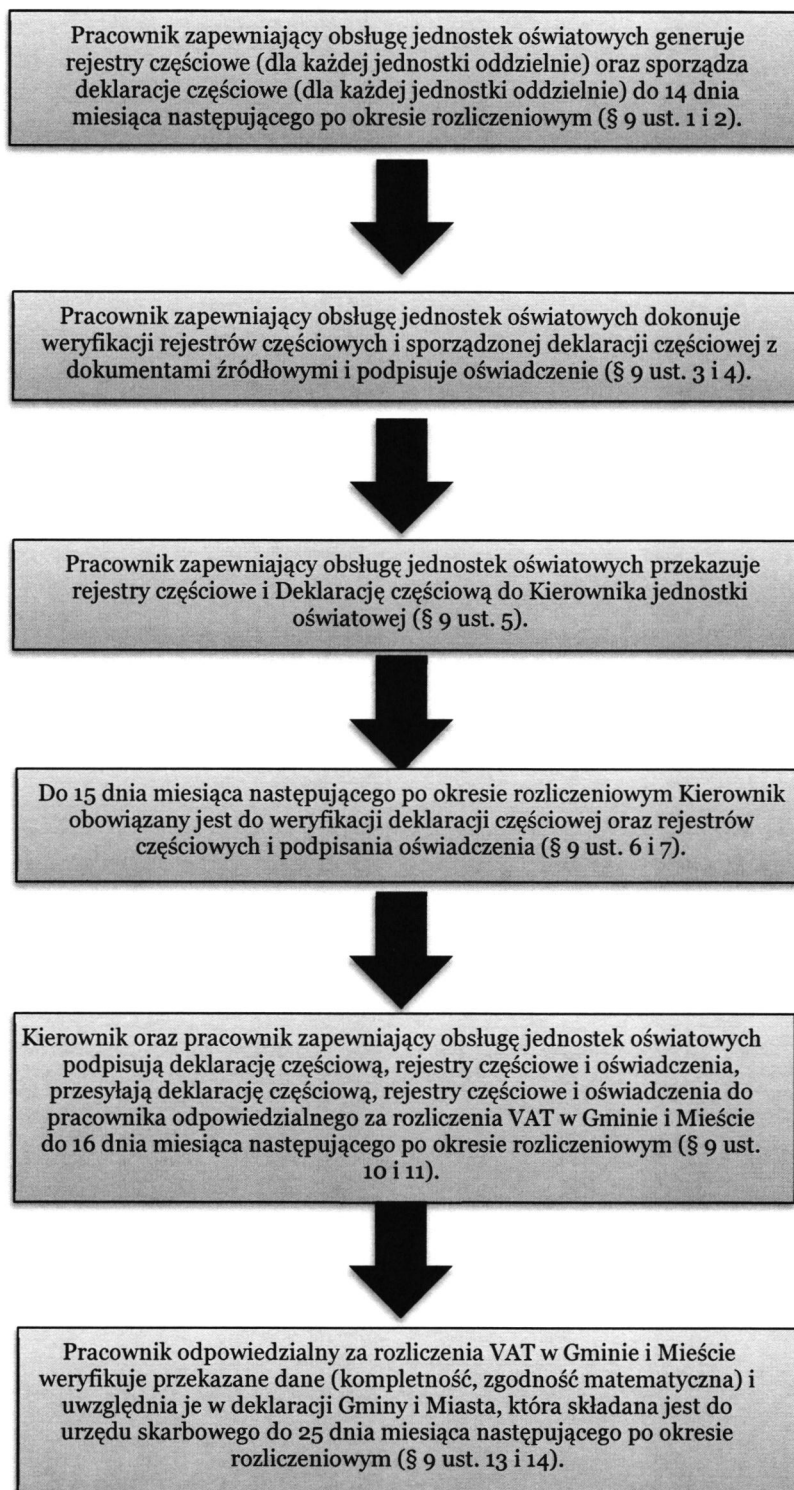 Pracownik zapewniający obsługę jednostek oświatowych generuje
rejestry częściowe (dla każdej jednostki oddzielnie) oraz sporządza
deklaracje częściowe (dla każdej jednostki oddzielnie) do 14 dnia
miesiąca następującego po okresie rozliczeniowym (§ 9 ust. 1 i 2).
Pracownik zapewniający obsługę jednostek oświatowych dokonuje
weryfikacji rejestrów częściowych i sporządzonej deklaracji częściowej z
dokumentami źródłowymi i podpisuje oświadczenie (§ 9 ust. 3 i 4).
Pracownik zapewniający obsługę jednostek oświatowych przekazuje
rejestry częściowe i Deklarację częściową do Kierownika jednostki
oświatowej (§ 9 ust. 5).
Do 15 dnia miesiąca następującego po okresie rozliczeniowym Kierownik
obowiązany jest do weryfikacji deklaracji częściowej oraz rejestrów
częściowych i podpisania oświadczenia (§ 9 ust. 6 i 7).
Kierownik oraz pracownik zapewniający obsługę jednostek oświatowych
podpisują deklarację częściową, rejestry częściowe i oświadczenia,
przesyłają deklarację częściową, rejestry częściowe i oświadczenia do
pracownika odpowiedzialnego za rozliczenia VAT w Gminie i Mieście
do 16 dnia miesiąca następującego po okresie rozliczeniowym (§ 9 ust.
10 i 11).
Pracownik odpowiedzialny za rozliczenia VAT w Gminie i Mieście
weryfikuje przekazane dane (kompletność, zgodność matematyczna) i
uwzględnia je w deklaracji Gminy i Miasta, która składana jest do
urzędu skarbowego do 25 dnia miesiąca następującego po okresie
rozliczeniowym (§ 9 ust. 13 i 14).